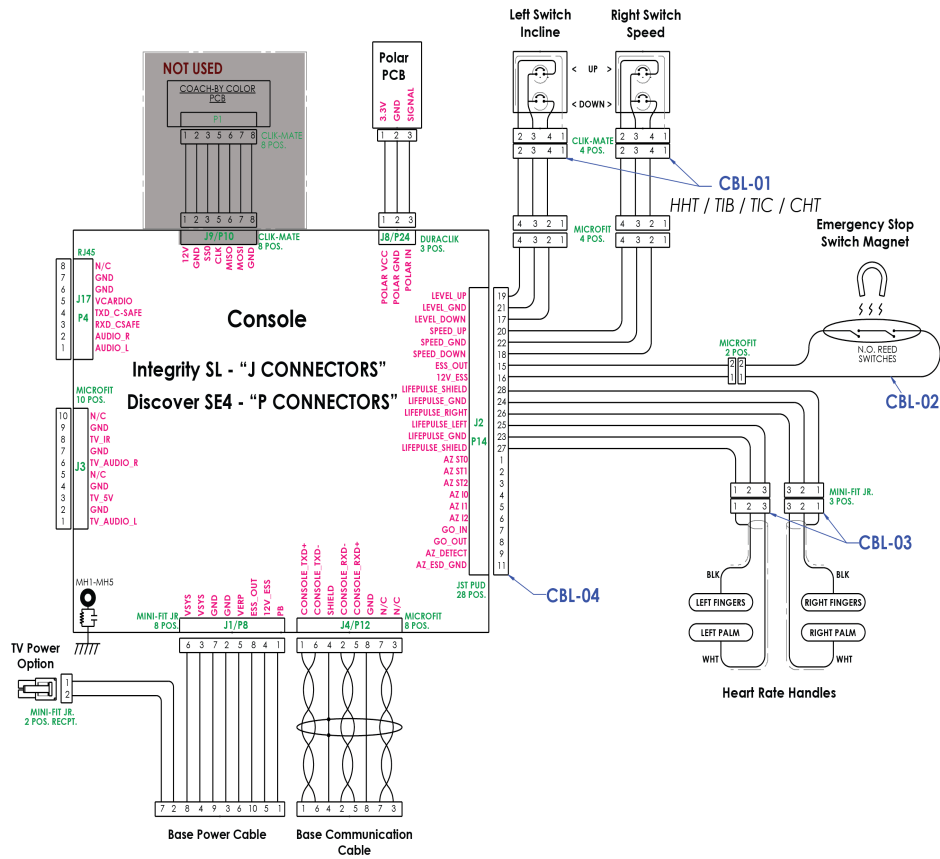 Left Switch
Incline
Right Switch
Speed
< UP >
< DOWN >
2 3 4 1
2 3 4 1
CLIK-MATE
4 POS.
2 3 4 1
2 3 4 1
CBL-01
HHT / TIB / TIC / CHT
4 3 2 1
4 3 2 1
MICROFIT
4 POS.
4 3 2 1
4 3 2 1
NOT USED
COACH-BY COLOR
PCB
P1
1 2 3 5 6 7 8
CLIK-MATE
8 POS.
1 2 3 5 6 7 8
J9/P10
CLIK-MATE
8 POS.
12V
GND
SS0
CLK
MISO
MOSI
GND
Polar
PCB
3.3V
GND
SIGNAL
1 2 3
1 2 3
J8/P24
DURACLIK
3 POS.
POLAR VCC
POLAR GND
POLAR IN
Emergency Stop
Switch Magnet
N.O. REED
SWITCHES
MICROFIT
2 POS.
2 2
1 1
CBL-02
RJ45
J17
P4
8 N/C
7 GND
6 GND
5 VCARDIO
4 TXD_C-SAFE
3 RXD_CSAFE
2 AUDIO_R
1 AUDIO_L
Console
Integrity SL - “J CONNECTORS”
Discover SE4 - “P CONNECTORS”
MICROFIT
10 POS.
J3
10 N/C
9 GND
8 TV_IR
7 GND
6 TV_AUDIO_R
5 N/C
4 GND
3 TV_5V
2 GND
1 TV_AUDIO_L
J2
P14
LEVEL_UP 19
LEVEL_GND 21
LEVEL_DOWN 17
SPEED_UP 20
SPEED_GND 22
SPEED_DOWN 18
ESS_OUT 15
12V_ESS 16
LIFEPULSE_SHIELD 28
LIFEPULSE_GND 24
LIFEPULSE_RIGHT 26
LIFEPULSE_LEFT 25
LIFEPULSE_GND 23
LIFEPULSE_SHIELD 27
AZ ST0 1
AZ ST1 2
AZ ST2 3
AZ I0 4
AZ I1 5
AZ I2 6
GO_IN 7
GO_OUT 8
AZ_DETECT 9
AZ_ESD_GND 11
JST PUD
28 POS.
CBL-04
1 2 3
1 2 3
3 2 1
3 2 1
MINI-FIT JR.
3 POS.
CBL-03
BLK
BLK
LEFT FINGERS
RIGHT FINGERS
LEFT PALM
RIGHT PALM
WHT
WHT
Heart Rate Handles
MH1-MH5
MINI-FIT JR
8 POS.
VSYS
VSYS
GND
GND
VERP
ESS_OUT
12V_ESS
PB
J1/P8
6 3 7 2 5 8 4 1
CONSOLE_TXD+
CONSOLE_TXD-
SHIELD
CONSOLE_RXD-
CONSOLE_RXD+
GND
N/C
N/C
J4/P12
MICROFIT
8 POS.
1 6 4 2 5 8 7 3
TV Power
Option
1
2
MINI-FIT JR.
2 POS. RECPT.
7 2 8 4 9 3 6 10 5 1
Base Power Cable
1 6 4 2 5 8 7 3
Base Communication
Cable